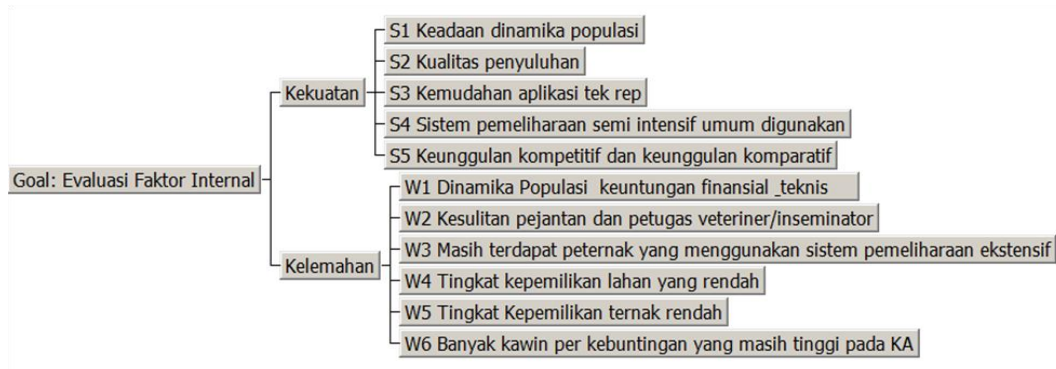 S1 Keadaan dinamika populasi
S2 Kualitas penyuluhan
Kekuatan
S3 Kemudahan aplikasi tek rep
S4 Sistem pemeliharaan semi intensif umum digunakan
S5 Keunggulan kompetitif dan keunggulan komparatif
Goal: Evaluasi Faktor Internal
W1 Dinamika Populasi keuntungan finansial _teknis
W2 Kesulitan pejantan dan petugas veteriner/inseminator
W3 Masih terdapat peternak yang menggunakan sistem pemeliharaan ekstensif
Kelemahan
W4 Tingkat kepemilikan lahan yang rendah
W5 Tingkat Kepemilikan ternak rendah
W6 Banyak kawin per kebuntingan yang masih tinggi pada KA